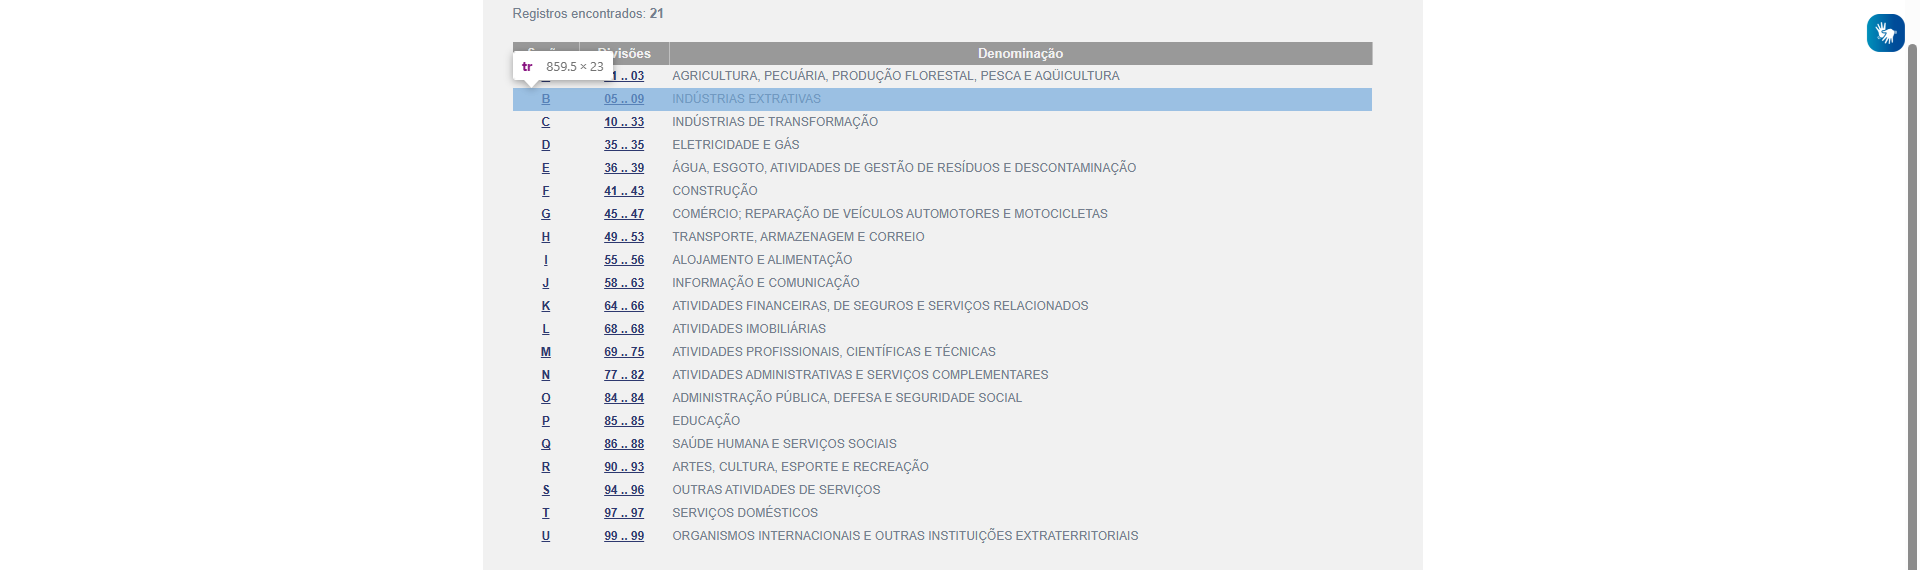 Registros encontrados: 21
Divisões Denominação
tr 859.5 × 23
.. 03 AGRICULTURA, PECUÁRIA, PRODUÇÃO FLORESTAL, PESCA E AQÜICULTURA
B 05 .. 09 INDÚSTRIAS EXTRATIVAS
C 10 .. 33 INDÚSTRIAS DE TRANSFORMAÇÃO
D 35 .. 35 ELETRICIDADE E GÁS
E 36 .. 39 ÁGUA, ESGOTO, ATIVIDADES DE GESTÃO DE RESÍDUOS E DESCONTAMINAÇÃO
F 41 .. 43 CONSTRUÇÃO
G 45 .. 47 COMÉRCIO; REPARAÇÃO DE VEÍCULOS AUTOMOTORES E MOTOCICLETAS
H 49 .. 53 TRANSPORTE, ARMAZENAGEM E CORREIO
I 55 .. 56 ALOJAMENTO E ALIMENTAÇÃO
J 58 .. 63 INFORMAÇÃO E COMUNICAÇÃO
K 64 .. 66 ATIVIDADES FINANCEIRAS, DE SEGUROS E SERVIÇOS RELACIONADOS
L 68 .. 68 ATIVIDADES IMOBILIÁRIAS
M 69 .. 75 ATIVIDADES PROFISSIONAIS, CIENTÍFICAS E TÉCNICAS
N 77 .. 82 ATIVIDADES ADMINISTRATIVAS E SERVIÇOS COMPLEMENTARES
O 84 .. 84 ADMINISTRAÇÃO PÚBLICA, DEFESA E SEGURIDADE SOCIAL
P 85 .. 85 EDUCAÇÃO
Q 86 .. 88 SAÚDE HUMANA E SERVIÇOS SOCIAIS
R 90 .. 93 ARTES, CULTURA, ESPORTE E RECREAÇÃO
S 94 .. 96 OUTRAS ATIVIDADES DE SERVIÇOS
T 97 .. 97 SERVIÇOS DOMÉSTICOS
U 99 .. 99 ORGANISMOS INTERNACIONAIS E OUTRAS INSTITUIÇÕES EXTRATERRITORIAIS